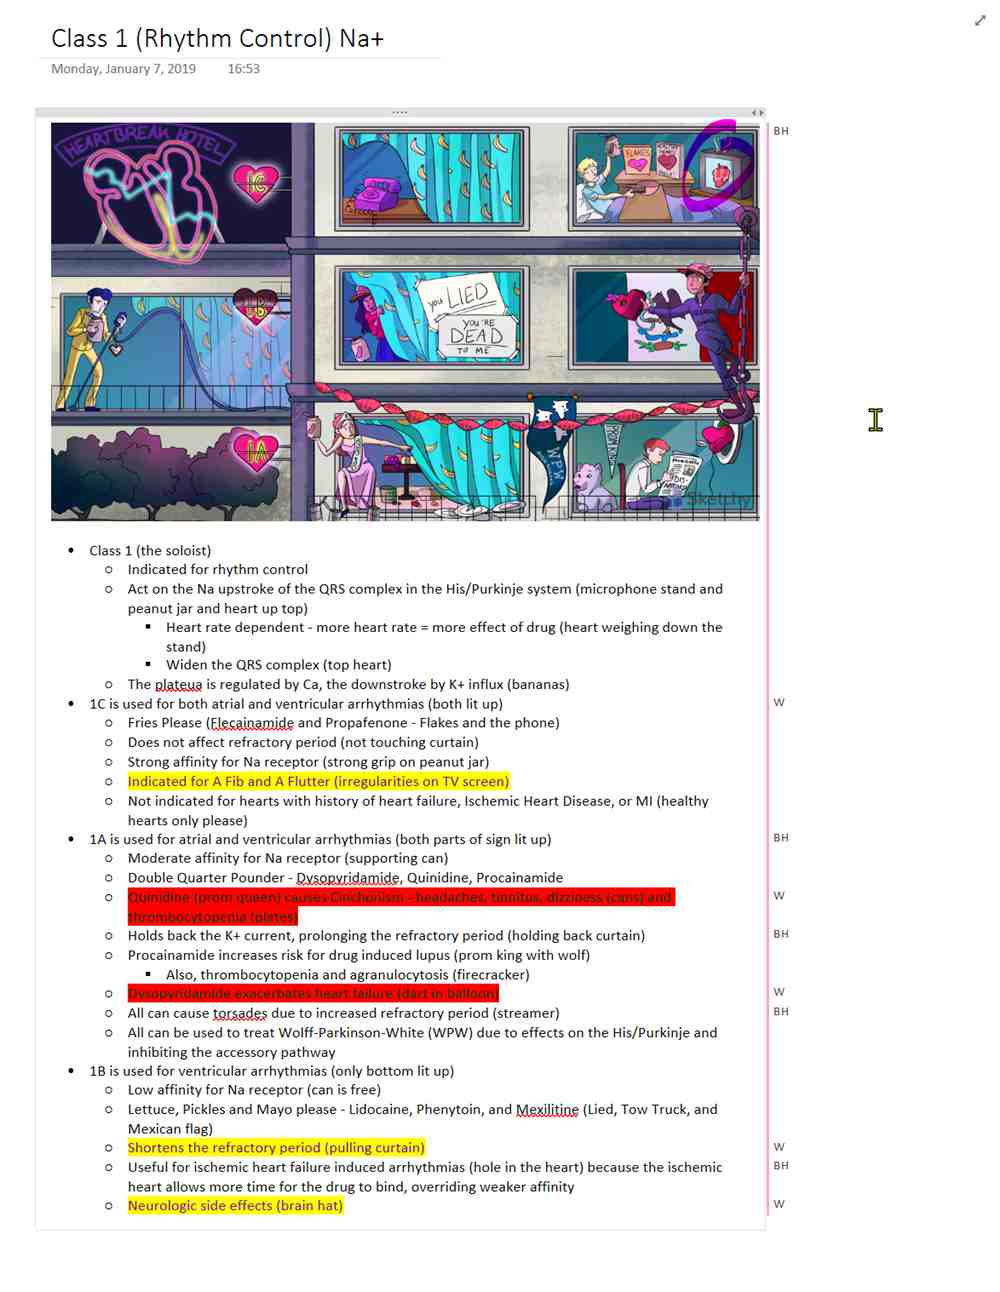 Class 1 (Rhythm Control) Na+
Monday, January 7, 2019 16:53
BH
HEARTBREAK HOTEL
1C
FLAKES
you LIED
YOU'RE
DEAD
TO ME
1B
1A
WPW
Sketchy
• Class 1 (the soloist)
○ Indicated for rhythm control
○ Act on the Na upstroke of the QRS complex in the His/Purkinje system (microphone stand and
peanut jar and heart up top)
▪ Heart rate dependent - more heart rate = more effect of drug (heart weighing down the
stand)
▪ Widen the QRS complex (top heart)
○ The plateua is regulated by Ca, the downstroke by K+ influx (bananas)
• 1C is used for both atrial and ventricular arrhythmias (both lit up)
W
○ Fries Please (Flecainamide and Propafenone - Flakes and the phone)
○ Does not affect refractory period (not touching curtain)
○ Strong affinity for Na receptor (strong grip on peanut jar)
○ Indicated for A Fib and A Flutter (irregularities on TV screen)
○ Not indicated for hearts with history of heart failure, Ischemic Heart Disease, or MI (healthy
hearts only please)
• 1A is used for atrial and ventricular arrhythmias (both parts of sign lit up)
BH
○ Moderate affinity for Na receptor (supporting can)
○ Double Quarter Pounder - Dysopyridamide, Quinidine, Procainamide
○ Quinidine (prom queen) causes Cinchonism - headaches, tinnitus, dizziness (cans) and
W
thrombocytopenia (plates)
○ Holds back the K+ current, prolonging the refractory period (holding back curtain)
BH
○ Procainamide increases risk for drug induced lupus (prom king with wolf)
▪ Also, thrombocytopenia and agranulocytosis (firecracker)
○ Dysopyridamide exacerbates heart failure (dart in balloon)
W
○ All can cause torsades due to increased refractory period (streamer)
BH
○ All can be used to treat Wolff-Parkinson-White (WPW) due to effects on the His/Purkinje and
inhibiting the accessory pathway
• 1B is used for ventricular arrhythmias (only bottom lit up)
○ Low affinity for Na receptor (can is free)
○ Lettuce, Pickles and Mayo please - Lidocaine, Phenytoin, and Mexilitine (Lied, Tow Truck, and
Mexican flag)
○ Shortens the refractory period (pulling curtain)
W
○ Useful for ischemic heart failure induced arrhythmias (hole in the heart) because the ischemic
BH
heart allows more time for the drug to bind, overriding weaker affinity
○ Neurologic side effects (brain hat)
W